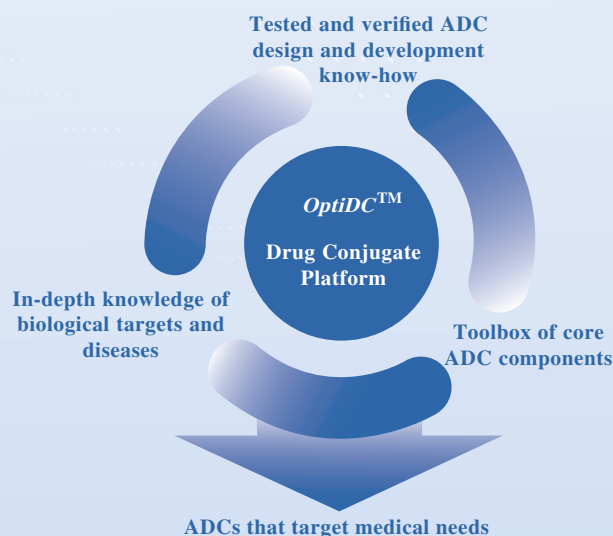 Tested and verified ADC
design and development
know-how
OptiDC™
Drug Conjugate
Platform
In-depth knowledge of
biological targets and
diseases
Toolbox of core
ADC components
ADCs that target medical needs